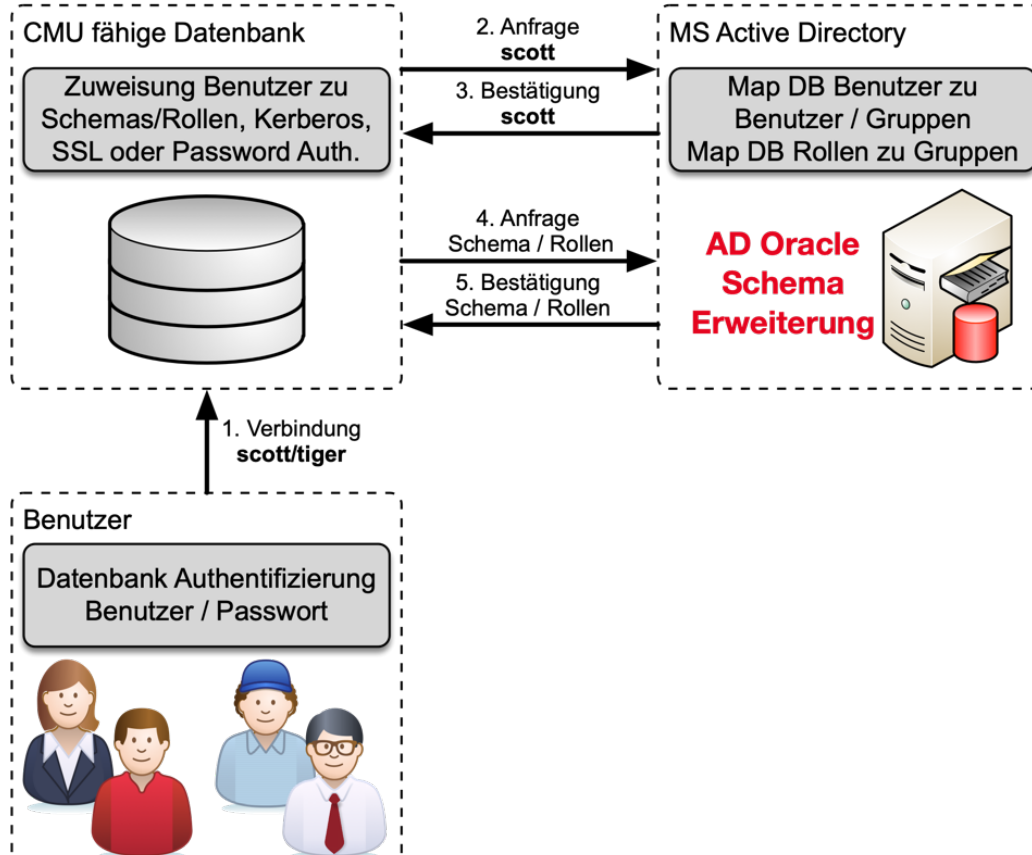 CMU fähige Datenbank
Zuweisung Benutzer zu
Schemas/Rollen, Kerberos,
SSL oder Password Auth.
2. Anfrage
scott
3. Bestätigung
scott
4. Anfrage
Schema / Rollen
5. Bestätigung
Schema / Rollen
MS Active Directory
Map DB Benutzer zu
Benutzer / Gruppen
Map DB Rollen zu Gruppen
AD Oracle
Schema
Erweiterung
1. Verbindung
scott/tiger
Benutzer
Datenbank Authentifizierung
Benutzer / Passwort